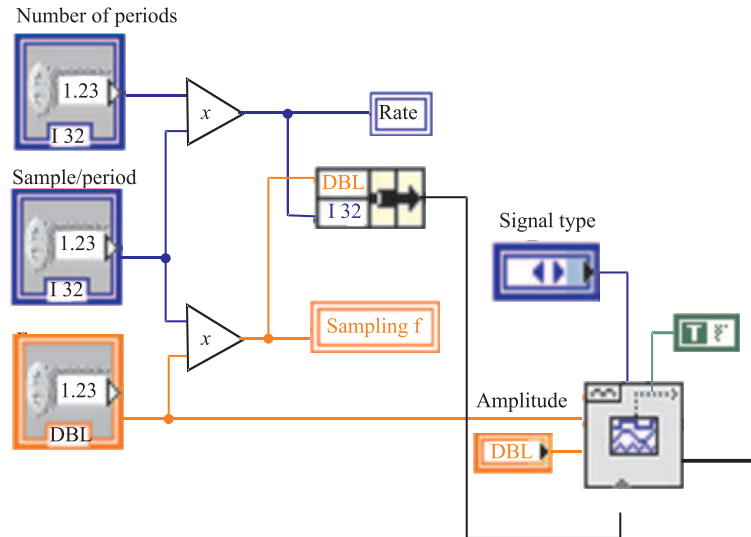 Number of periods
1.23
I 32
x
Rate
Sample/period
1.23
I 32
DBL
I 32
Signal type
x
Sampling f
T
1.23
DBL
Amplitude
DBL